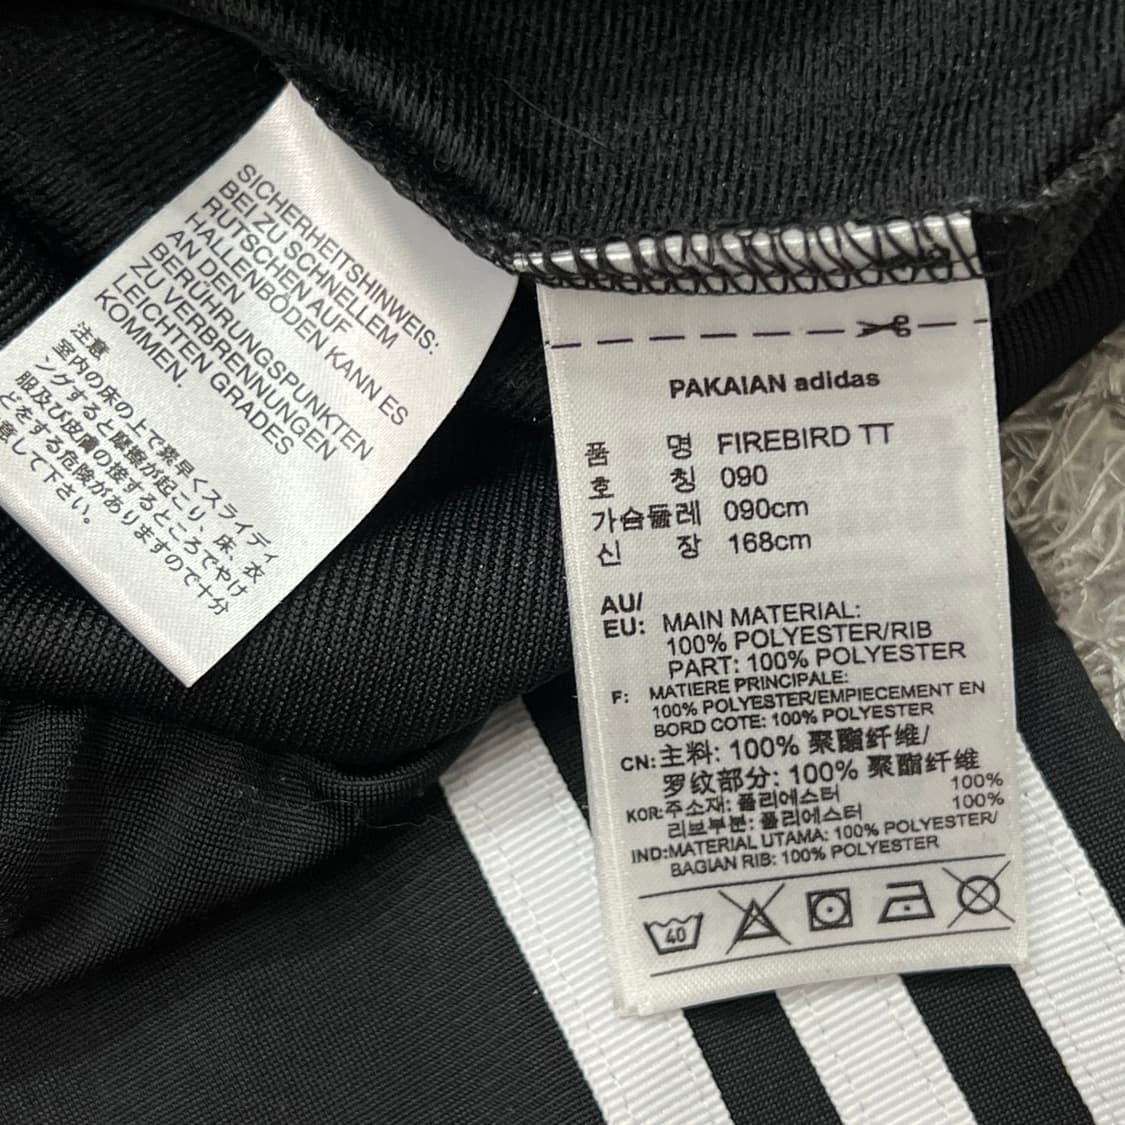 SICHERHEITSHINWEIS:
BEI ZU SCHNELLEM
RUTSCHEN AUF
HALLENBÖDEN KANN ES
AN DEN
BERÜHRUNGSPUNKTEN
ZU VERBRENNUNGEN
LEICHTEN GRADES
KOMMEN.
注意
室内の床の上で素早くスライディ
ングすると摩擦が起こり、床、衣
服及び皮膚の接するところでやけ
どをする危険がありますので十分
意して下さい。
PAKAIAN adidas
품 명 FIREBIRD TT
호 칭 090
가슴둘레 090cm
신 장 168cm
AU/
EU: MAIN MATERIAL:
100% POLYESTER/RIB
PART: 100% POLYESTER
F: MATIERE PRINCIPALE:
100% POLYESTER/EMPIECEMENT EN
BORD COTE: 100% POLYESTER
CN: 主料: 100% 聚酯纤维/
罗纹部分: 100% 聚酯纤维
KOR: 주소재: 폴리에스터 100%
리브부분: 폴리에스터 100%
IND: MATERIAL UTAMA: 100% POLYESTER/
BAGIAN RIB: 100% POLYESTER
40